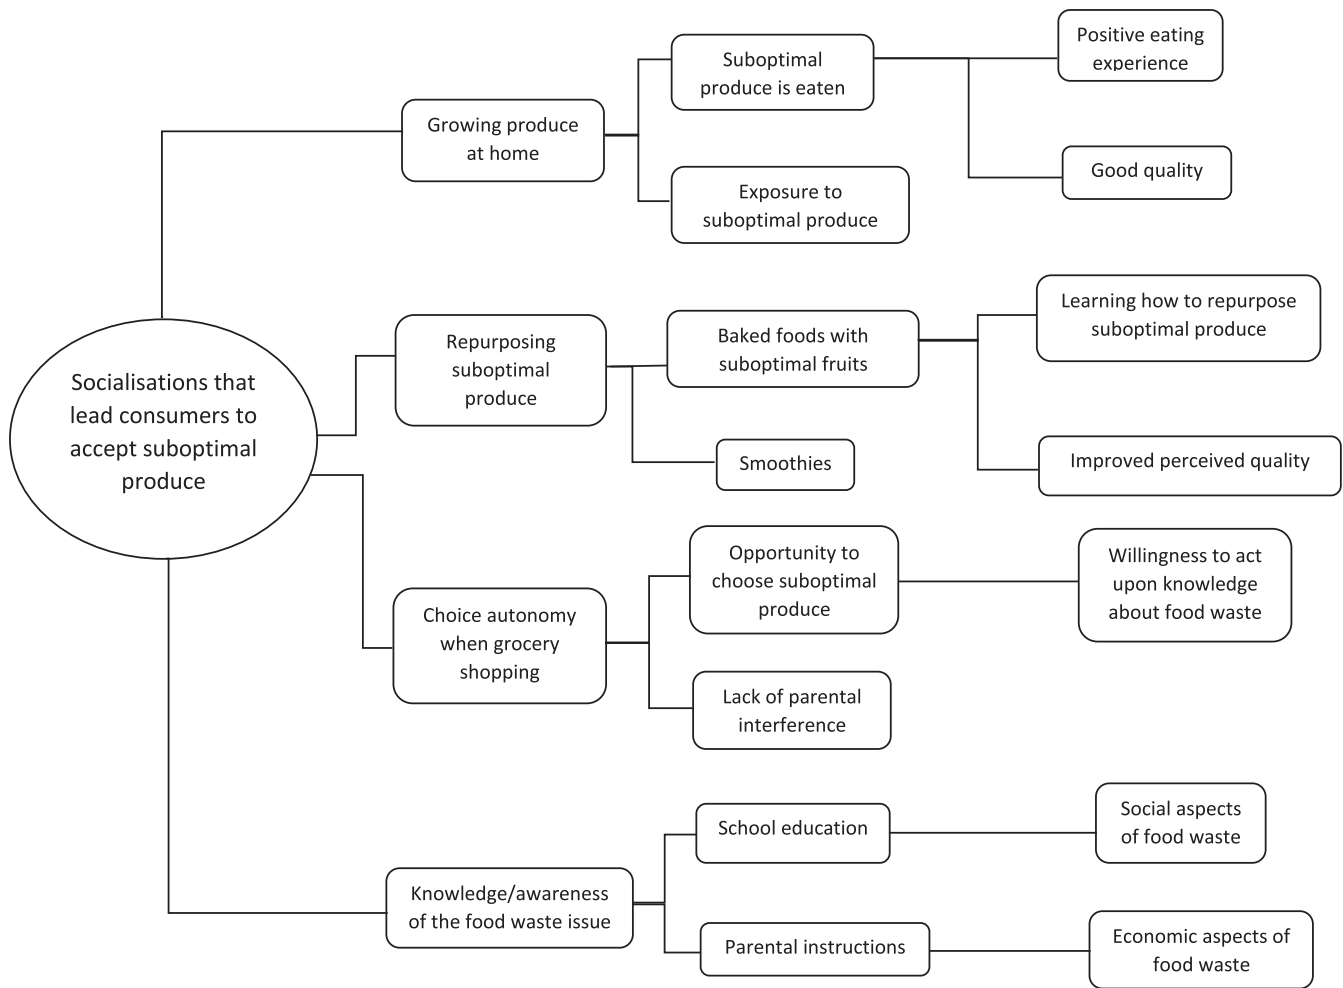 Socialisations that
lead consumers to
accept suboptimal
produce
Growing produce
at home
Suboptimal
produce is eaten
Positive eating
experience
Good quality
Exposure to
suboptimal produce
Repurposing
suboptimal
produce
Baked foods with
suboptimal fruits
Learning how to repurpose
suboptimal produce
Improved perceived quality
Smoothies
Choice autonomy
when grocery
shopping
Opportunity to
choose suboptimal
produce
Willingness to act
upon knowledge
about food waste
Lack of parental
interference
Knowledge/awareness
of the food waste issue
School education
Social aspects
of food waste
Parental instructions
Economic aspects of
food waste